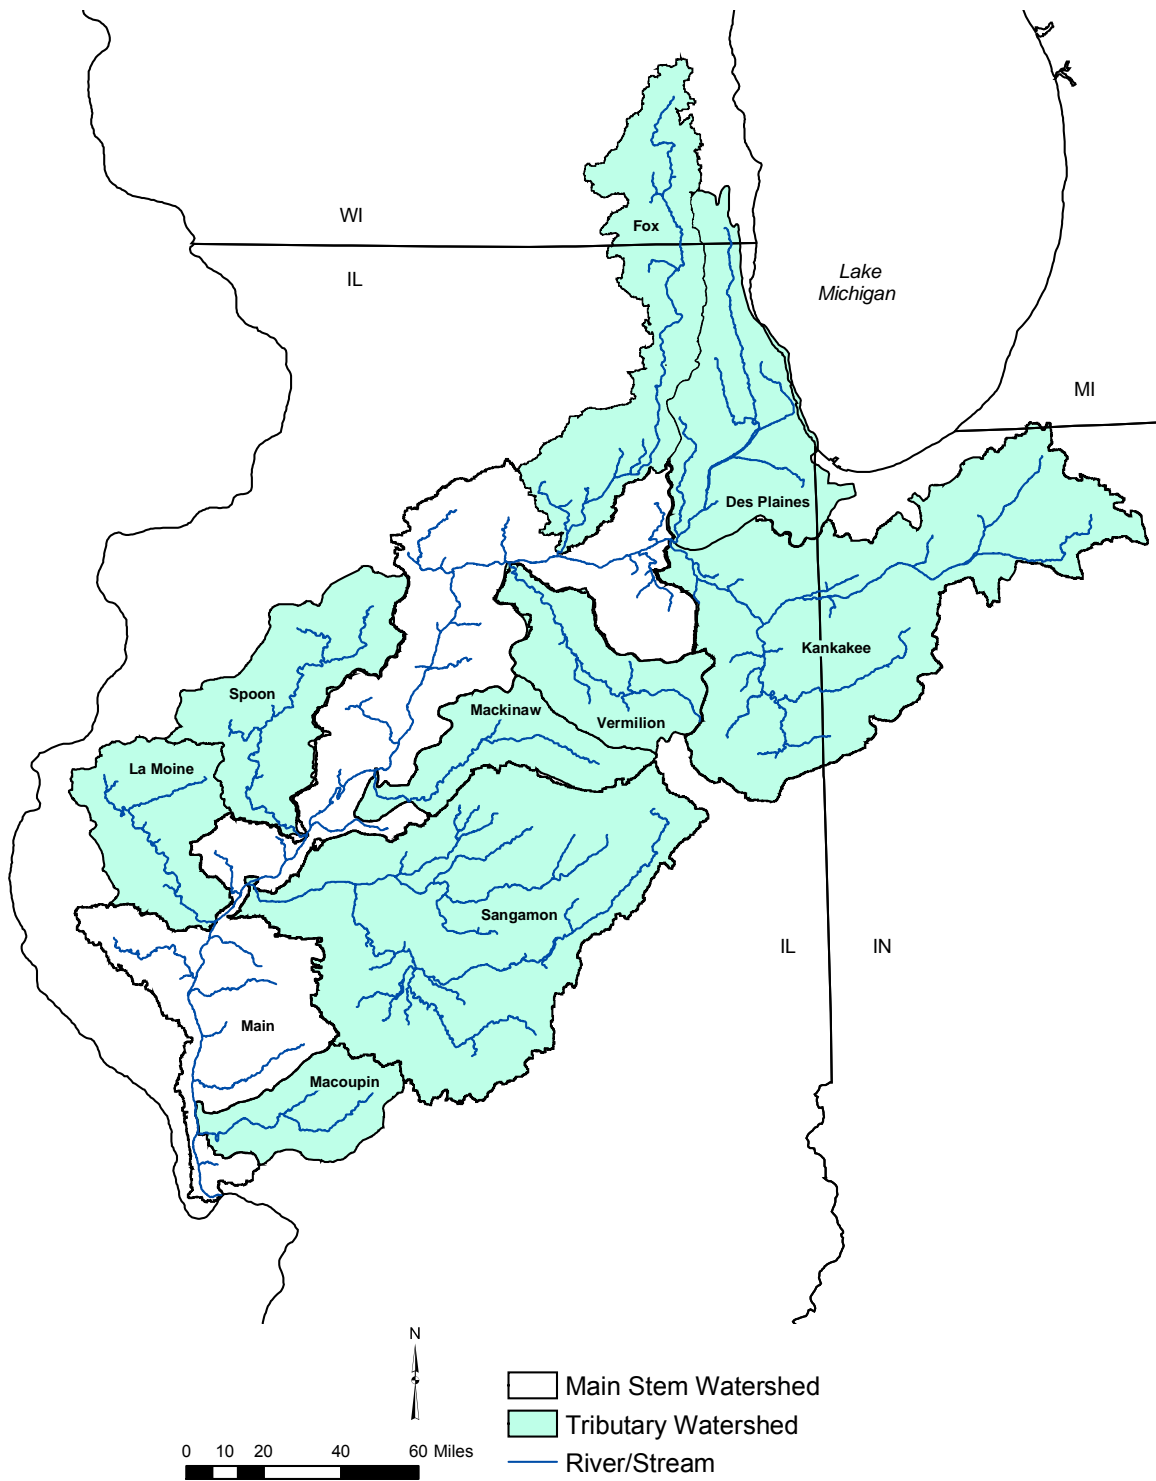 WI
Fox
IL
Lake
Michigan
MI
Des Plaines
Kankakee
Spoon
Mackinaw
Vermilion
La Moine
Sangamon
IL
IN
Main
Macoupin
N
Main Stem Watershed
Tributary Watershed
0 10 20 40 60 Miles
River/Stream